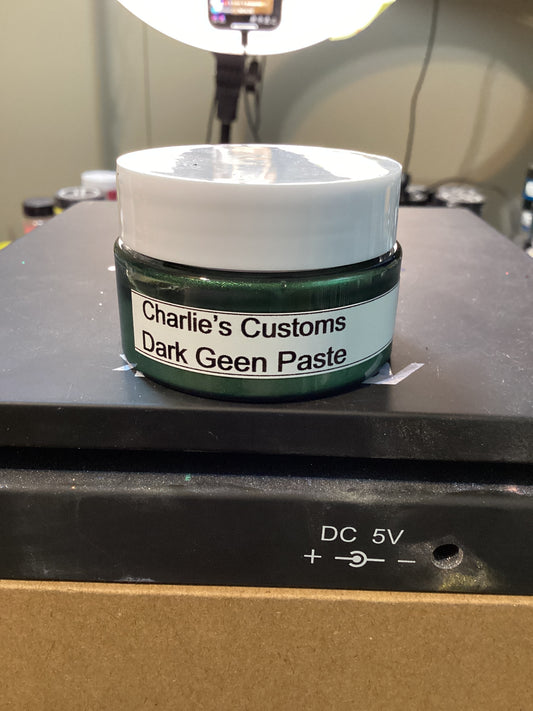 Charlie's Customs
Dark Geen Paste
DC 5V
+ −